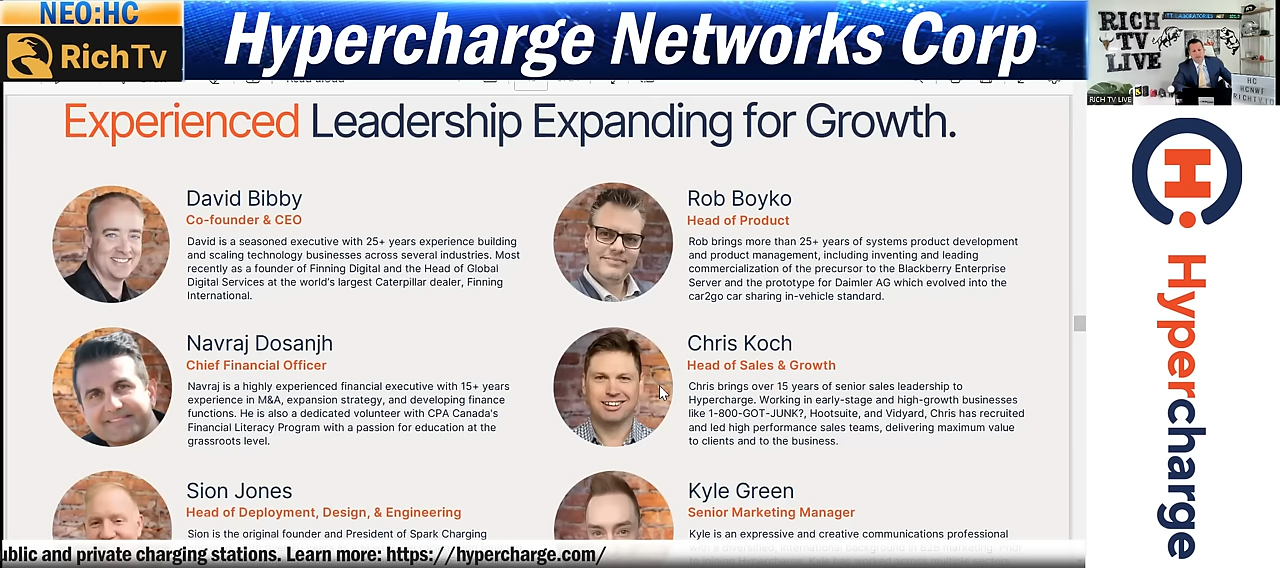 NEO:HC
RichTv
Hypercharge Networks Corp
RICH
TV
LIVE
HC
HCNWF
RICHTV.IO
RICH TV LIVE
Read aloud
Experienced Leadership Expanding for Growth.
David Bibby
Co-founder & CEO
David is a seasoned executive with 25+ years experience building
and scaling technology businesses across several industries. Most
recently as a founder of Finning Digital and the Head of Global
Digital Services at the world's largest Caterpillar dealer, Finning
International.
Rob Boyko
Head of Product
Rob brings more than 25+ years of systems product development
and product management, including inventing and leading
commercialization of the precursor to the Blackberry Enterprise
Server and the prototype for Daimler AG which evolved into the
car2go car sharing in-vehicle standard.
Navraj Dosanjh
Chief Financial Officer
Navraj is a highly experienced financial executive with 15+ years
experience in M&A, expansion strategy, and developing finance
functions. He is also a dedicated volunteer with CPA Canada's
Financial Literacy Program with a passion for education at the
grassroots level.
Chris Koch
Head of Sales & Growth
Chris brings over 15 years of senior sales leadership to
Hypercharge. Working in early-stage and high-growth businesses
like 1-800-GOT-JUNK?, Hootsuite, and Vidyard, Chris has recruited
and led high performance sales teams, delivering maximum value
to clients and to the business.
Sion Jones
Head of Deployment, Design, & Engineering
Sion is the original founder and President of Spark Charging
Kyle Green
Senior Marketing Manager
Kyle is an expressive and creative communications professional
ublic and private charging stations. Learn more: https://hypercharge.com/
H
Hypercharge